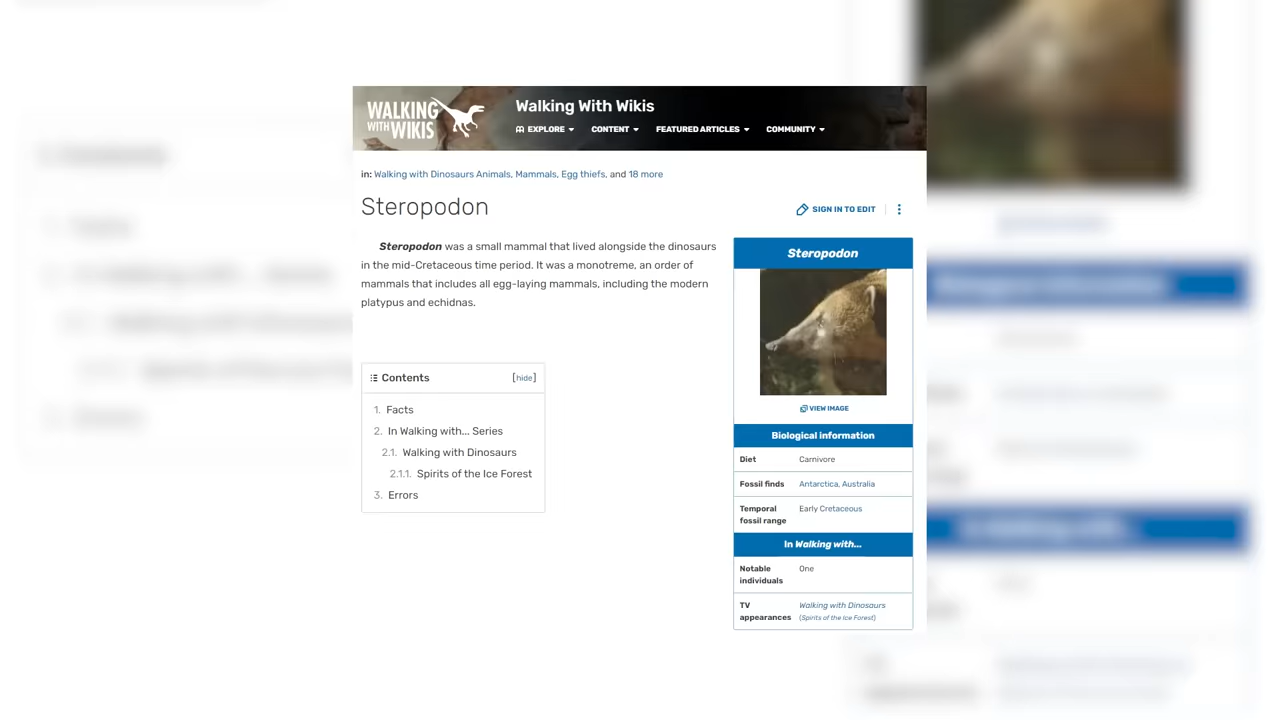 WALKING
WITH WIKIS
Walking With Wikis
EXPLORE CONTENT FEATURED ARTICLES COMMUNITY
in: Walking with Dinosaurs Animals, Mammals, Egg thiefs, and 18 more
Steropodon
SIGN IN TO EDIT
Steropodon was a small mammal that lived alongside the dinosaurs
in the mid-Cretaceous time period. It was a monotreme, an order of
mammals that includes all egg-laying mammals, including the modern
platypus and echidnas.
Contents [hide]
1. Facts
2. In Walking with... Series
2.1. Walking with Dinosaurs
2.1.1. Spirits of the Ice Forest
3. Errors
Steropodon
VIEW IMAGE
Biological information
Diet Carnivore
Fossil finds Antarctica, Australia
Temporal Early Cretaceous
fossil range
In Walking with...
Notable One
individuals
TV Walking with Dinosaurs
appearances (Spirits of the Ice Forest)